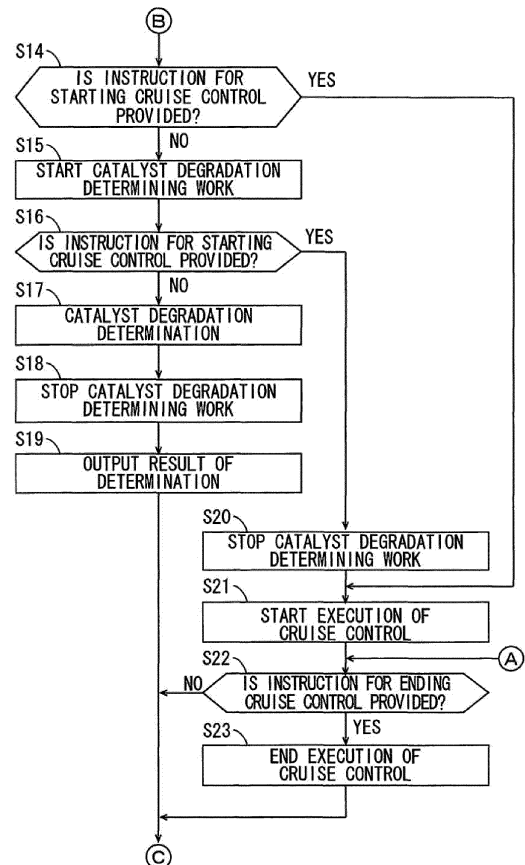 B
S14
IS INSTRUCTION FOR
STARTING CRUISE CONTROL
PROVIDED?
YES
NO
S15
START CATALYST DEGRADATION
DETERMINING WORK
S16
IS INSTRUCTION FOR STARTING
CRUISE CONTROL PROVIDED?
YES
NO
S17
CATALYST DEGRADATION
DETERMINATION
S18
STOP CATALYST DEGRADATION
DETERMINING WORK
S19
OUTPUT RESULT OF
DETERMINATION
S20
STOP CATALYST DEGRADATION
DETERMINING WORK
S21
START EXECUTION OF
CRUISE CONTROL
A
S22
NO
IS INSTRUCTION FOR ENDING
CRUISE CONTROL PROVIDED?
YES
S23
END EXECUTION OF
CRUISE CONTROL
C